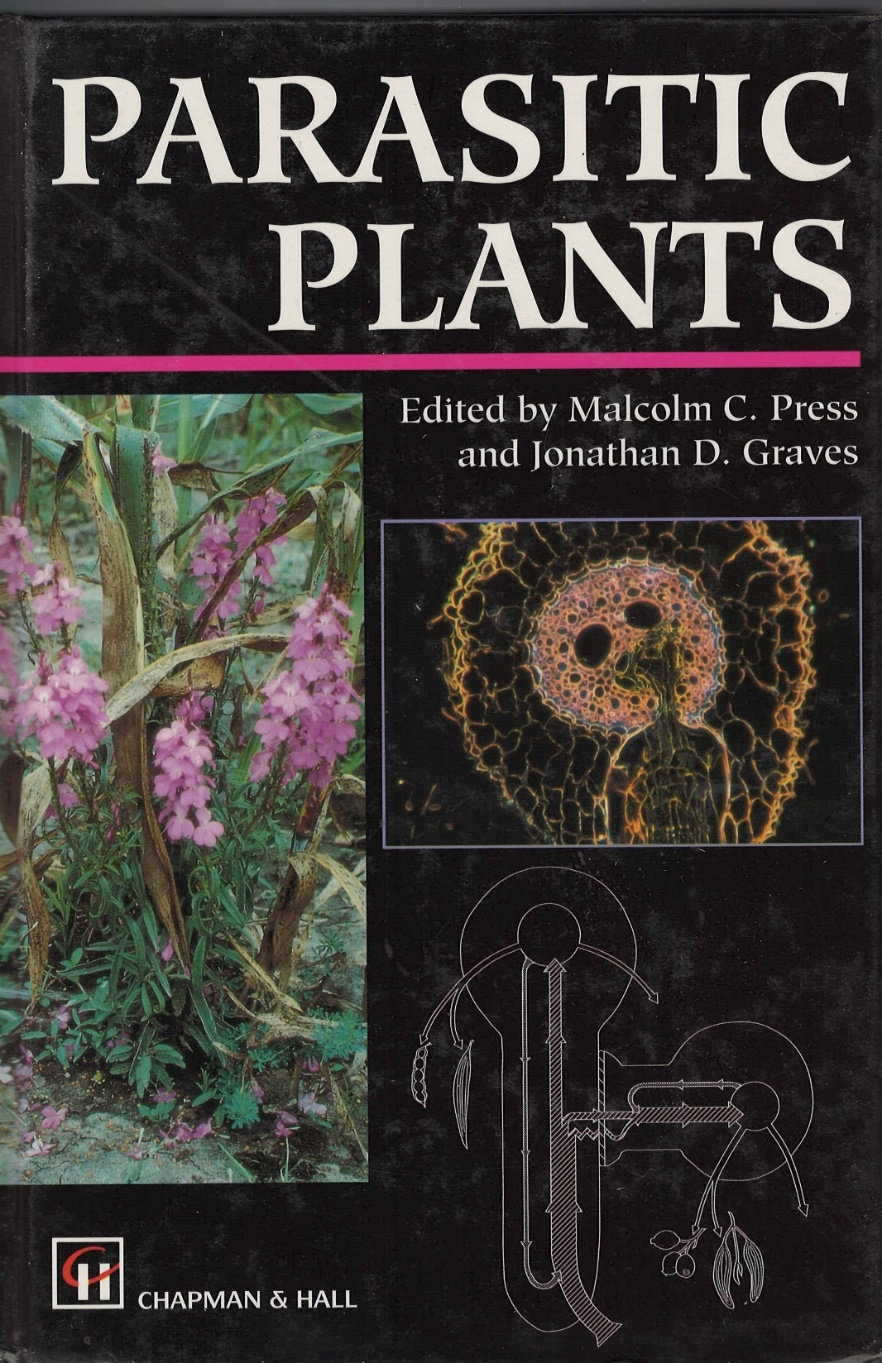 PARASITIC
PLANTS
Edited by Malcolm C. Press
and Jonathan D. Graves
CH
CHAPMAN & HALL